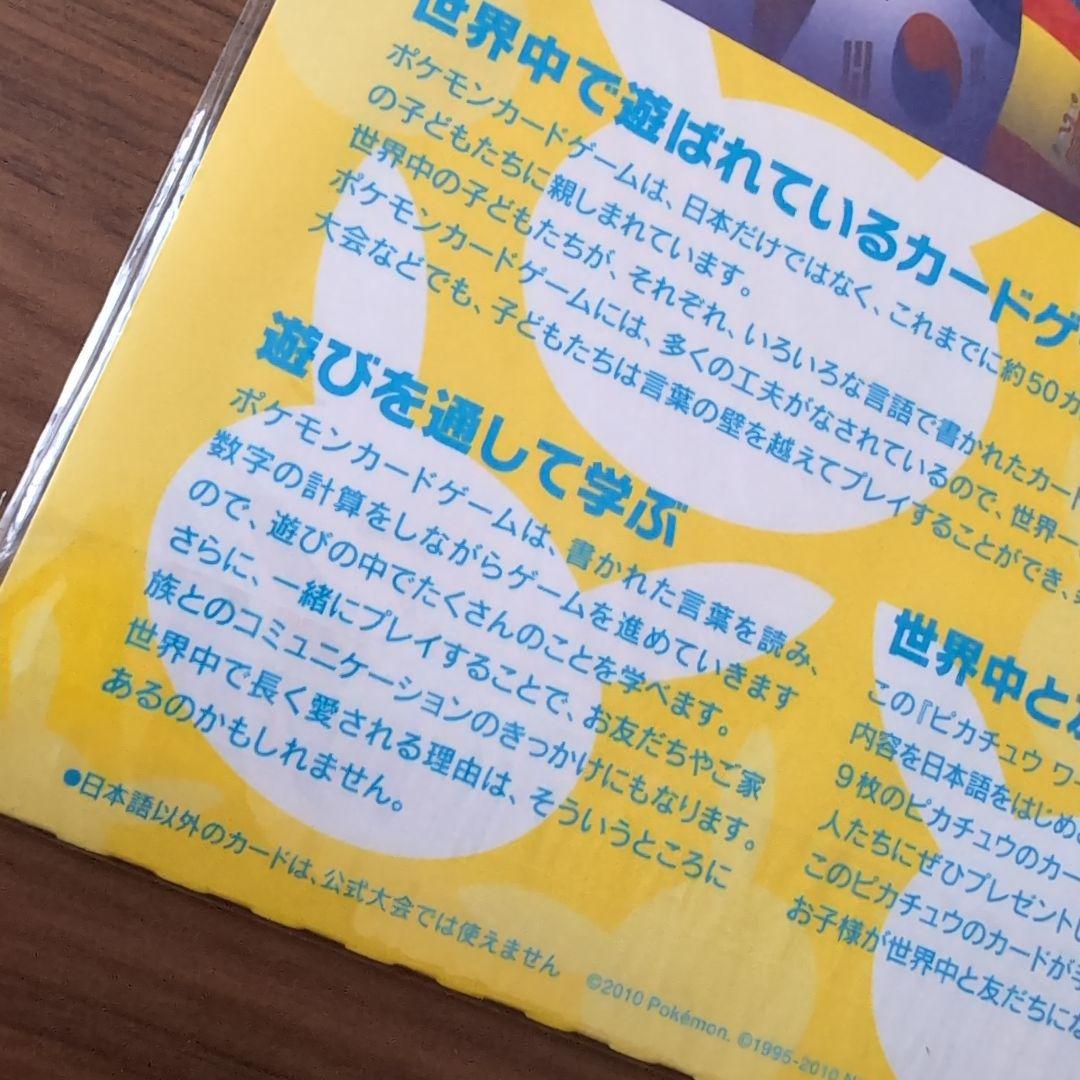 世界中で遊ばれているカードゲ
ポケモンカードゲームは、日本だけではなく、これまでに約50カ
の子どもたちに親しまれています。
世界中の子どもたちが、それぞれ、いろいろな言語で書かれたカード
ポケモンカードゲームには、多くの工夫がなされているので、世界一
大会などでも、子どもたちは言葉の壁を越えてプレイすることができ、
遊びを通して学ぶ
ポケモンカードゲームは、書かれた言葉を読み、
数字の計算をしながらゲームを進めていきます
ので、遊びの中でたくさんのことを学べます。
さらに、一緒にプレイすることで、お友だちやご家
族とのコミュニケーションのきっかけにもなります。
世界中で長く愛される理由は、そういうところに
あるのかもしれません。
世界中と
この『ピカチュウ ワー
内容を日本語をはじめ
9枚のピカチュウのカー
人たちにぜひプレゼント
このピカチュウのカードが
お子様が世界中と友だちにな
●日本語以外のカードは、公式大会では使えません
©2010 Pokémon. ©1995-2010 N